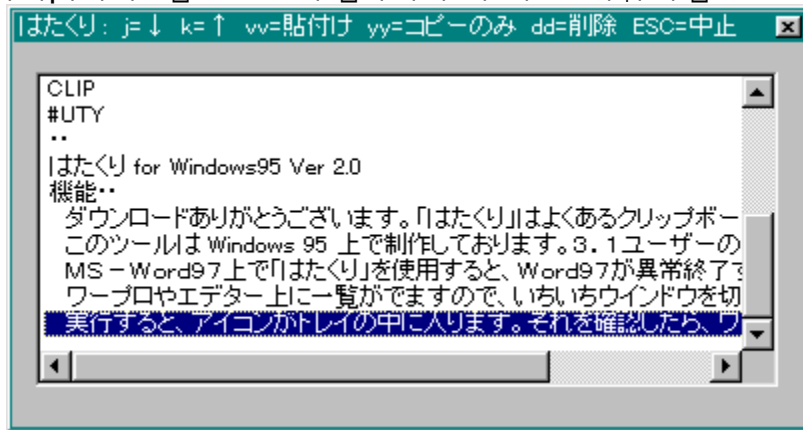 はたくり: j=↓ k=↑ vv=貼付け yy=コピーのみ dd=削除 ESC=中止
CLIP
#UTY
・・
はたくり for Windows95 Ver 2.0
機能・・
ダウンロードありがとうございます。「はたくり」はよくあるクリップボー
このツールは Windows 95 上で制作しております。3．1ユーザーの
MS－Word97上で「はたくり」を使用すると、Word97が異常終了す
ワープロやエデター上に一覧がでますので、いちいちウインドウを切
実行すると、アイコンがトレイの中に入ります。それを確認したら、ワ